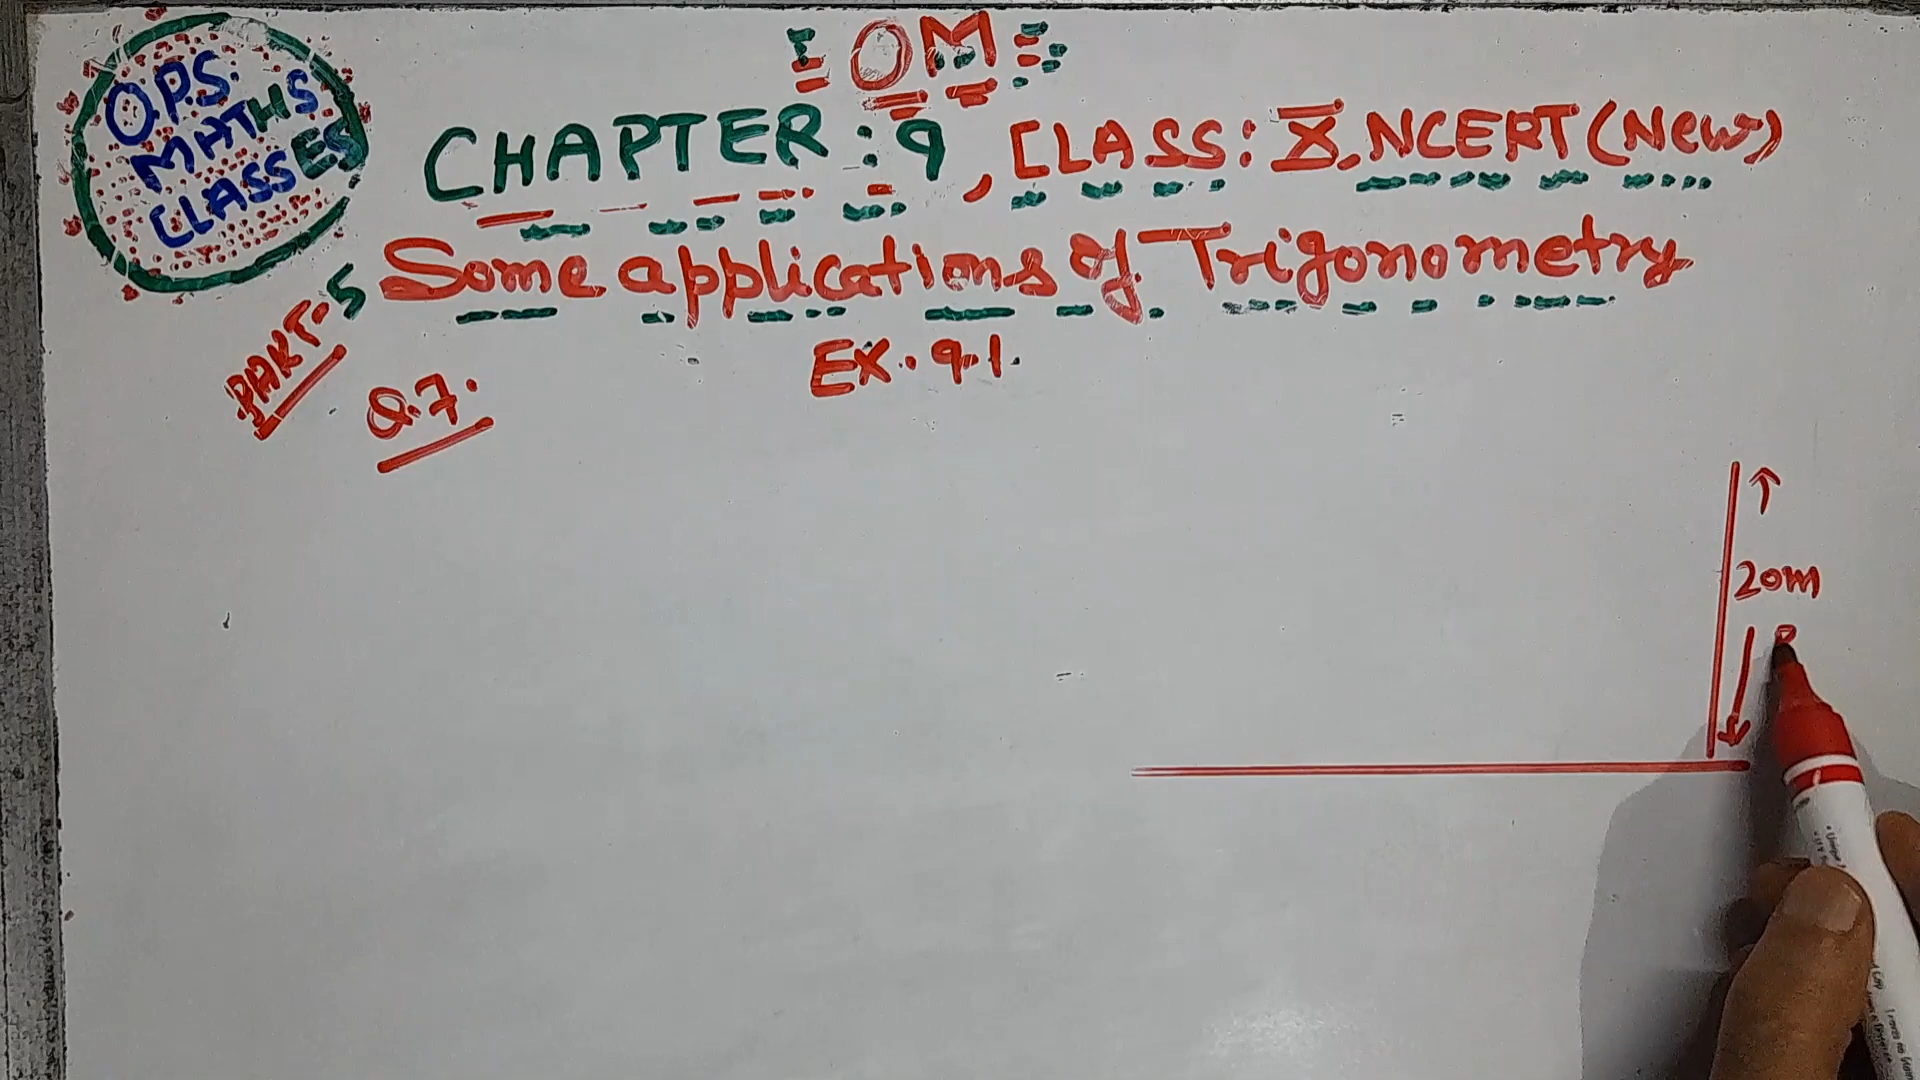 O.P.S.
MATHS
CLASSES
OM
CHAPTER : 9, CLASS: X, NCERT (New)
Some applications of Trigonometry
PART-5
Ex. 9.1.
Q.7.
20m